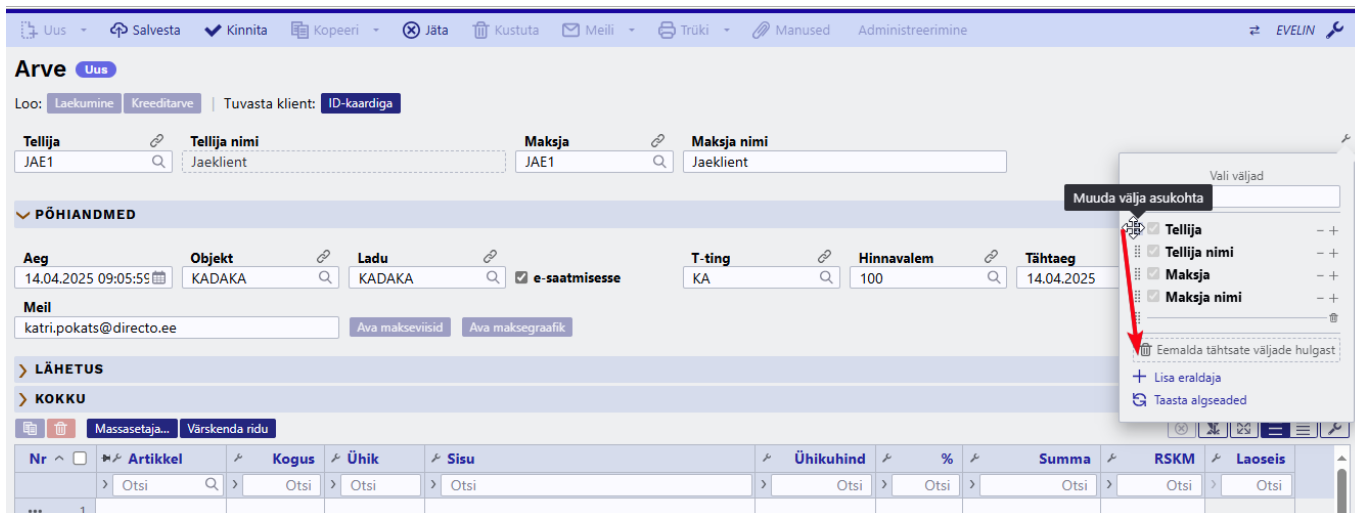 Uus Salvesta Kinnita Kopeeri Jäta Kustuta Meili Trüki Manused Administreerimine EVELIN
Arve Uus
Loo: Laekumine Kreeditarve | Tuvasta klient: ID-kaardiga
Tellija Tellija nimi Maksja Maksja nimi
JAE1 Jaeklient JAE1 Jaeklient
Vali väljad
Muuda välja asukohta
PÕHIANDMED
Tellija
Tellija nimi
Maksja
Maksja nimi
Eemalda tähtsate väljade hulgast
Lisa eraldaja
Taasta algseaded
Aeg Objekt Ladu T-ting Hinnavalem Tähtaeg
14.04.2025 09:05:59 KADAKA KADAKA e-saatmisesse KA 100 14.04.2025
Meil
katri.pokats@directo.ee Ava makseviisid Ava maksegraafik
LÄHETUS
KOKKU
Massasetaja... Värskenda ridu
Nr Artikkel Kogus Ühik Sisu Ühikuhind % Summa RSKM Laoseis
Otsi Otsi Otsi Otsi Otsi Otsi Otsi Otsi Otsi
1